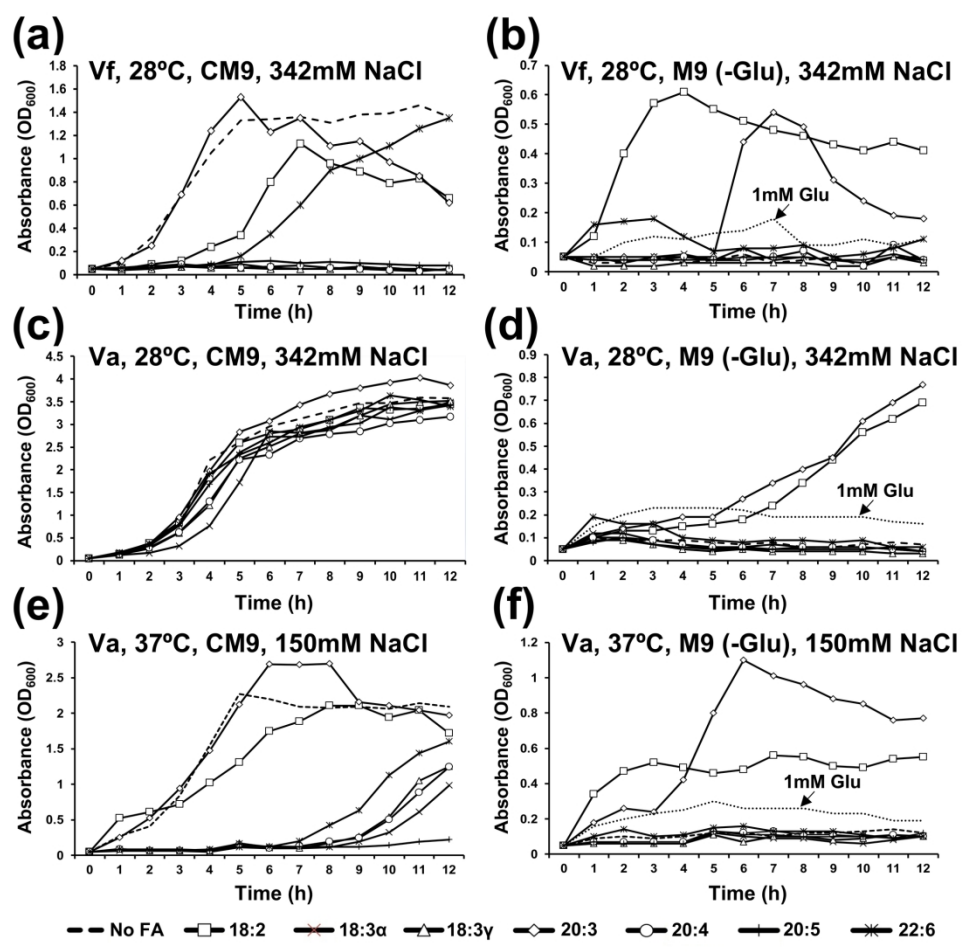 (a)
Vf, 28ºC, CM9, 342mM NaCl
Absorbance (OD600)
1.8
1.6
1.4
1.2
1
0.8
0.6
0.4
0.2
0
0 1 2 3 4 5 6 7 8 9 10 11 12
Time (h)
(b)
Vf, 28ºC, M9 (-Glu), 342mM NaCl
Absorbance (OD600)
0.7
0.6
0.5
0.4
0.3
0.2
0.1
0
1mM Glu
0 1 2 3 4 5 6 7 8 9 10 11 12
Time (h)
(c)
Va, 28ºC, CM9, 342mM NaCl
Absorbance (OD600)
4.5
4
3.5
3
2.5
2
1.5
1
0.5
0
0 1 2 3 4 5 6 7 8 9 10 11 12
Time (h)
(d)
Va, 28ºC, M9 (-Glu), 342mM NaCl
Absorbance (OD600)
0.9
0.8
0.7
0.6
0.5
0.4
0.3
0.2
0.1
0
1mM Glu
0 1 2 3 4 5 6 7 8 9 10 11 12
Time (h)
(e)
Va, 37ºC, CM9, 150mM NaCl
Absorbance (OD600)
3
2.5
2
1.5
1
0.5
0
0 1 2 3 4 5 6 7 8 9 10 11 12
Time (h)
(f)
Va, 37ºC, M9 (-Glu), 150mM NaCl
Absorbance (OD600)
1.2
1
0.8
0.6
0.4
0.2
0
1mM Glu
0 1 2 3 4 5 6 7 8 9 10 11 12
Time (h)
No FA 18:2 18:3α 18:3γ 20:3 20:4 20:5 22:6